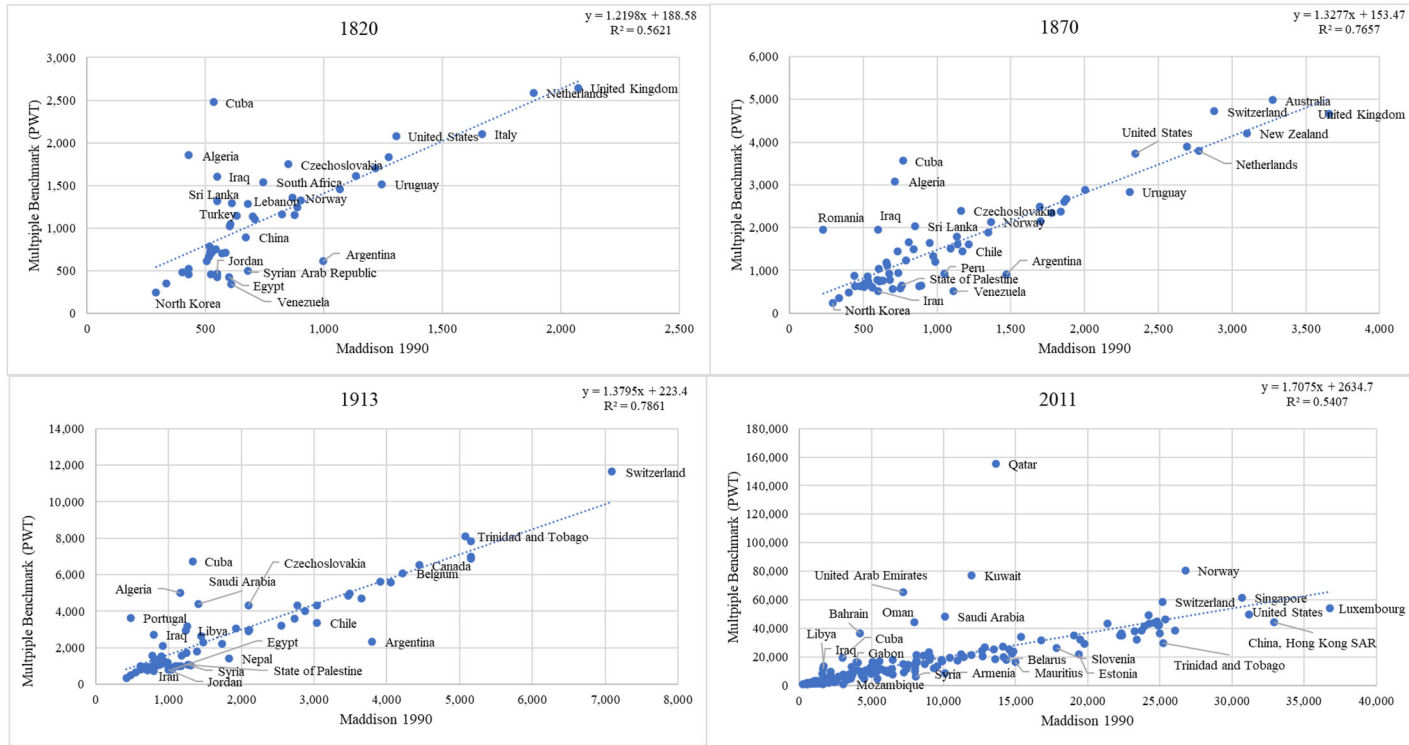 1820
y = 1.2198x + 188.58
R² = 0.5621
Multpiple Benchmark (PWT)
3,000
2,500
2,000
1,500
1,000
500
0
Cuba
Netherlands
United Kingdom
Algeria
United States
Italy
Iraq
Czechoslovakia
South Africa
Sri Lanka
Lebanon
Norway
Uruguay
Turkey
China
Argentina
Jordan
Syrian Arab Republic
Egypt
North Korea
Venezuela
0 500 1,000 1,500 2,000 2,500
Maddison 1990
1870
y = 1.3277x + 153.47
R² = 0.7657
Multpiple Benchmark (PWT)
6,000
5,000
4,000
3,000
2,000
1,000
0
Australia
Switzerland
United Kingdom
United States
New Zealand
Cuba
Netherlands
Algeria
Uruguay
Romania
Iraq
Czechoslovakia
Sri Lanka
Norway
Chile
Peru
Argentina
State of Palestine
Iran
Venezuela
North Korea
0 500 1,000 1,500 2,000 2,500 3,000 3,500 4,000
Maddison 1990
1913
y = 1.3795x + 223.4
R² = 0.7861
Multpiple Benchmark (PWT)
14,000
12,000
10,000
8,000
6,000
4,000
2,000
0
Switzerland
Trinidad and Tobago
Cuba
Czechoslovakia
Canada
Belgium
Algeria
Saudi Arabia
Portugal
Libya
Chile
Iraq
Egypt
Argentina
Nepal
Iran
Syria
State of Palestine
Jordan
0 1,000 2,000 3,000 4,000 5,000 6,000 7,000 8,000
Maddison 1990
2011
y = 1.7075x + 2634.7
R² = 0.5407
Multpiple Benchmark (PWT)
180,000
160,000
140,000
120,000
100,000
80,000
60,000
40,000
20,000
0
Qatar
United Arab Emirates
Kuwait
Norway
Bahrain
Oman
Saudi Arabia
Switzerland
Singapore
United States
Luxembourg
Libya
Cuba
China, Hong Kong SAR
Iraq
Gabon
Belarus
Slovenia
Trinidad and Tobago
Syria
Armenia
Mauritius
Estonia
Mozambique
0 5,000 10,000 15,000 20,000 25,000 30,000 35,000 40,000
Maddison 1990